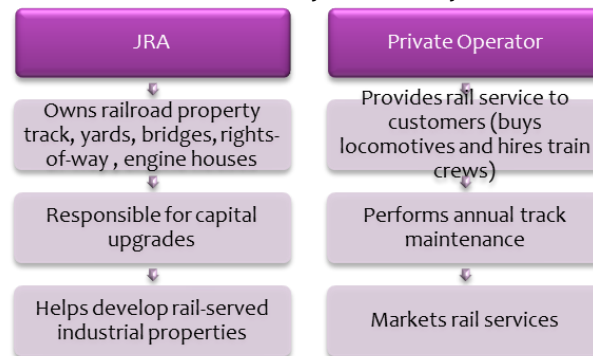 JRA
Owns railroad property
track, yards, bridges, rights-
of-way , engine houses
Responsible for capital
upgrades
Helps develop rail-served
industrial properties
Private Operator
Provides rail service to
customers (buys
locomotives and hires train
crews)
Performs annual track
maintenance
Markets rail services